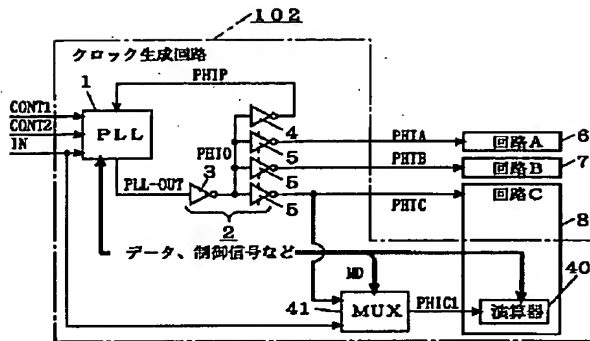 102
クロック生成回路
1
PHIP
CONT1
CONT2
IN
PLL
PHI0
3
4
5
5
5
2
PLL-OUT
PHIA
PHIB
PHIC
回路A
6
回路B
7
回路C
8
データ、制御信号など
MD
41
MUX
PHIC1
演算器
40